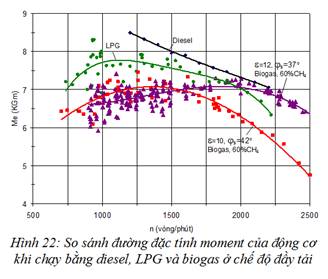 Me (KG.m)
9
8
7
6
5
4
LPG
Diesel
ε=12, φs=37°
Biogas, 60%CH4
ε=10, φs=42°
Biogas, 60%CH4
500 1000 1500 2000 2500
n (vòng/phút)
Hình 22: So sánh đường đặc tính moment của động cơ
khi chạy bằng diesel, LPG và biogas ở chế độ đầy tải